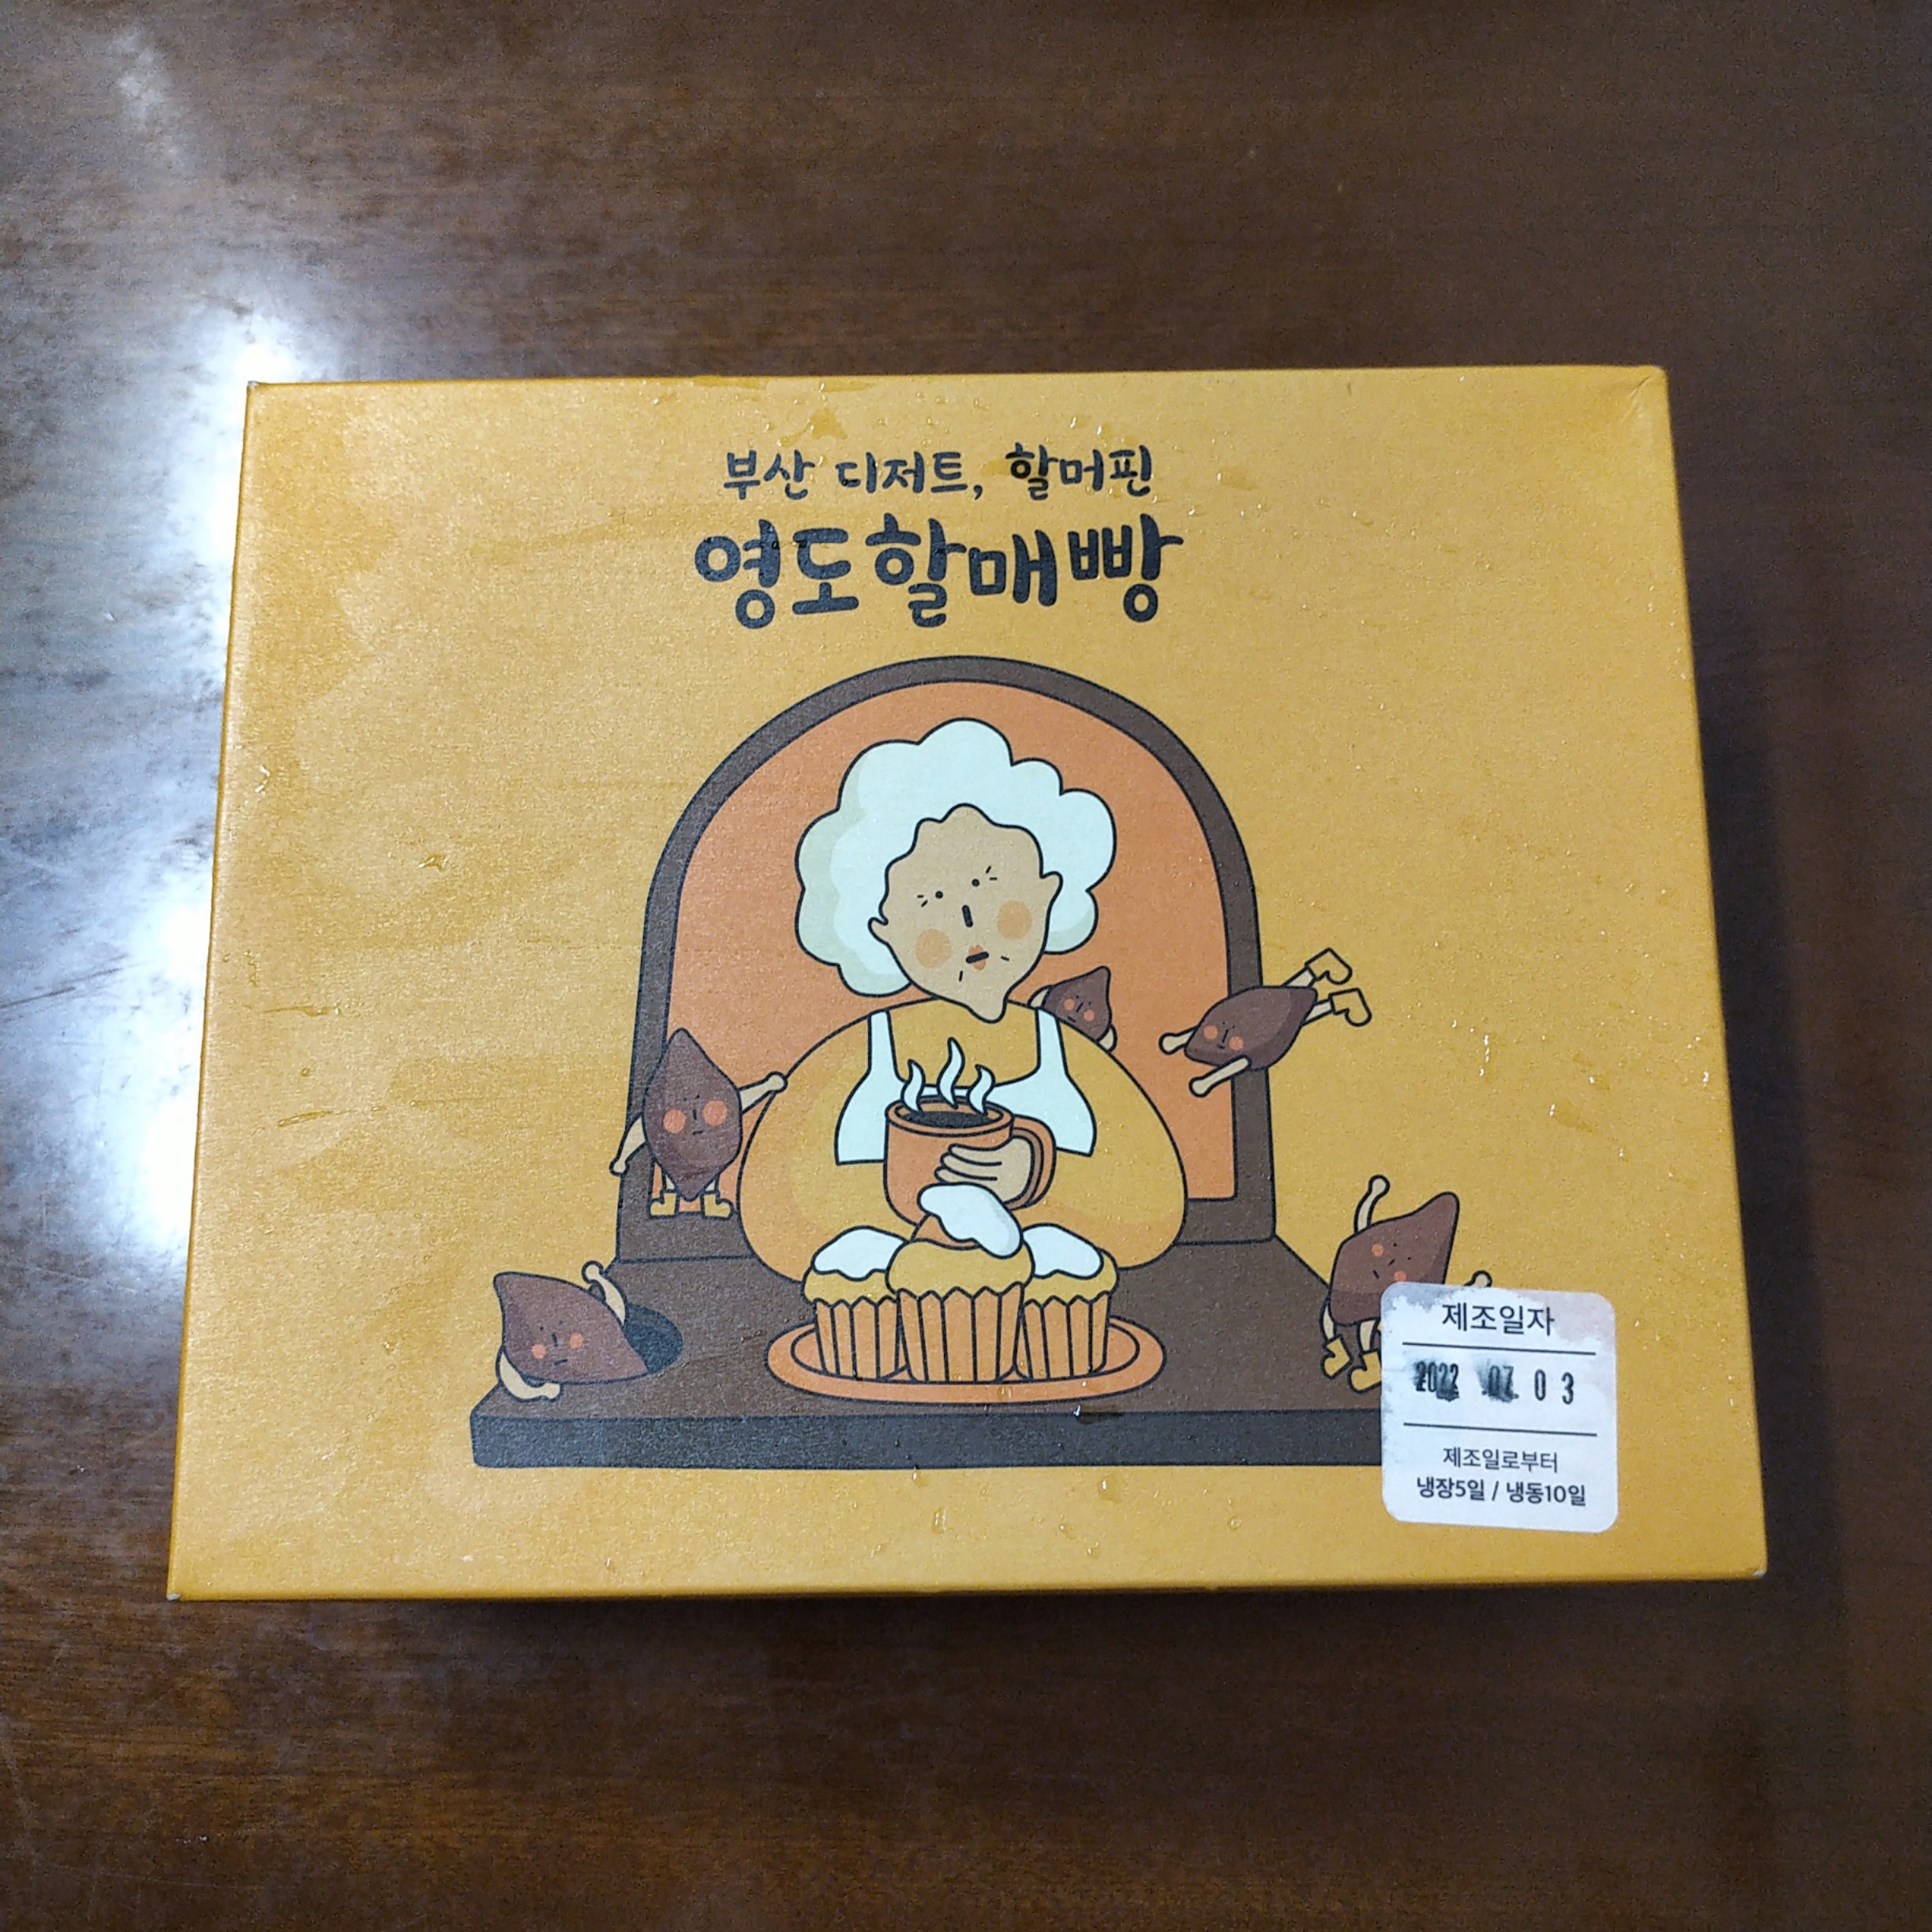 부산 디저트, 할머핀
영도할매빵
제조일자
2022 07 03
제조일로부터
냉장5일 / 냉동10일